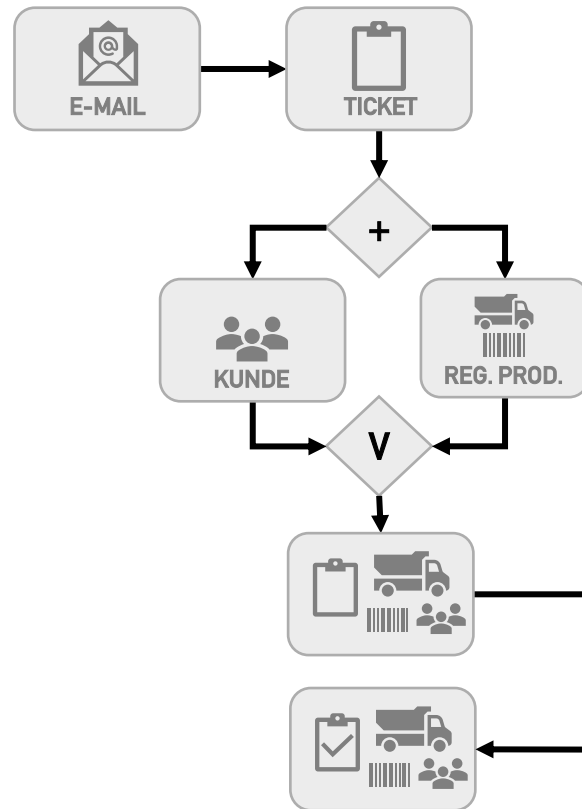 @
E-MAIL
TICKET
+
KUNDE
REG. PROD.
V